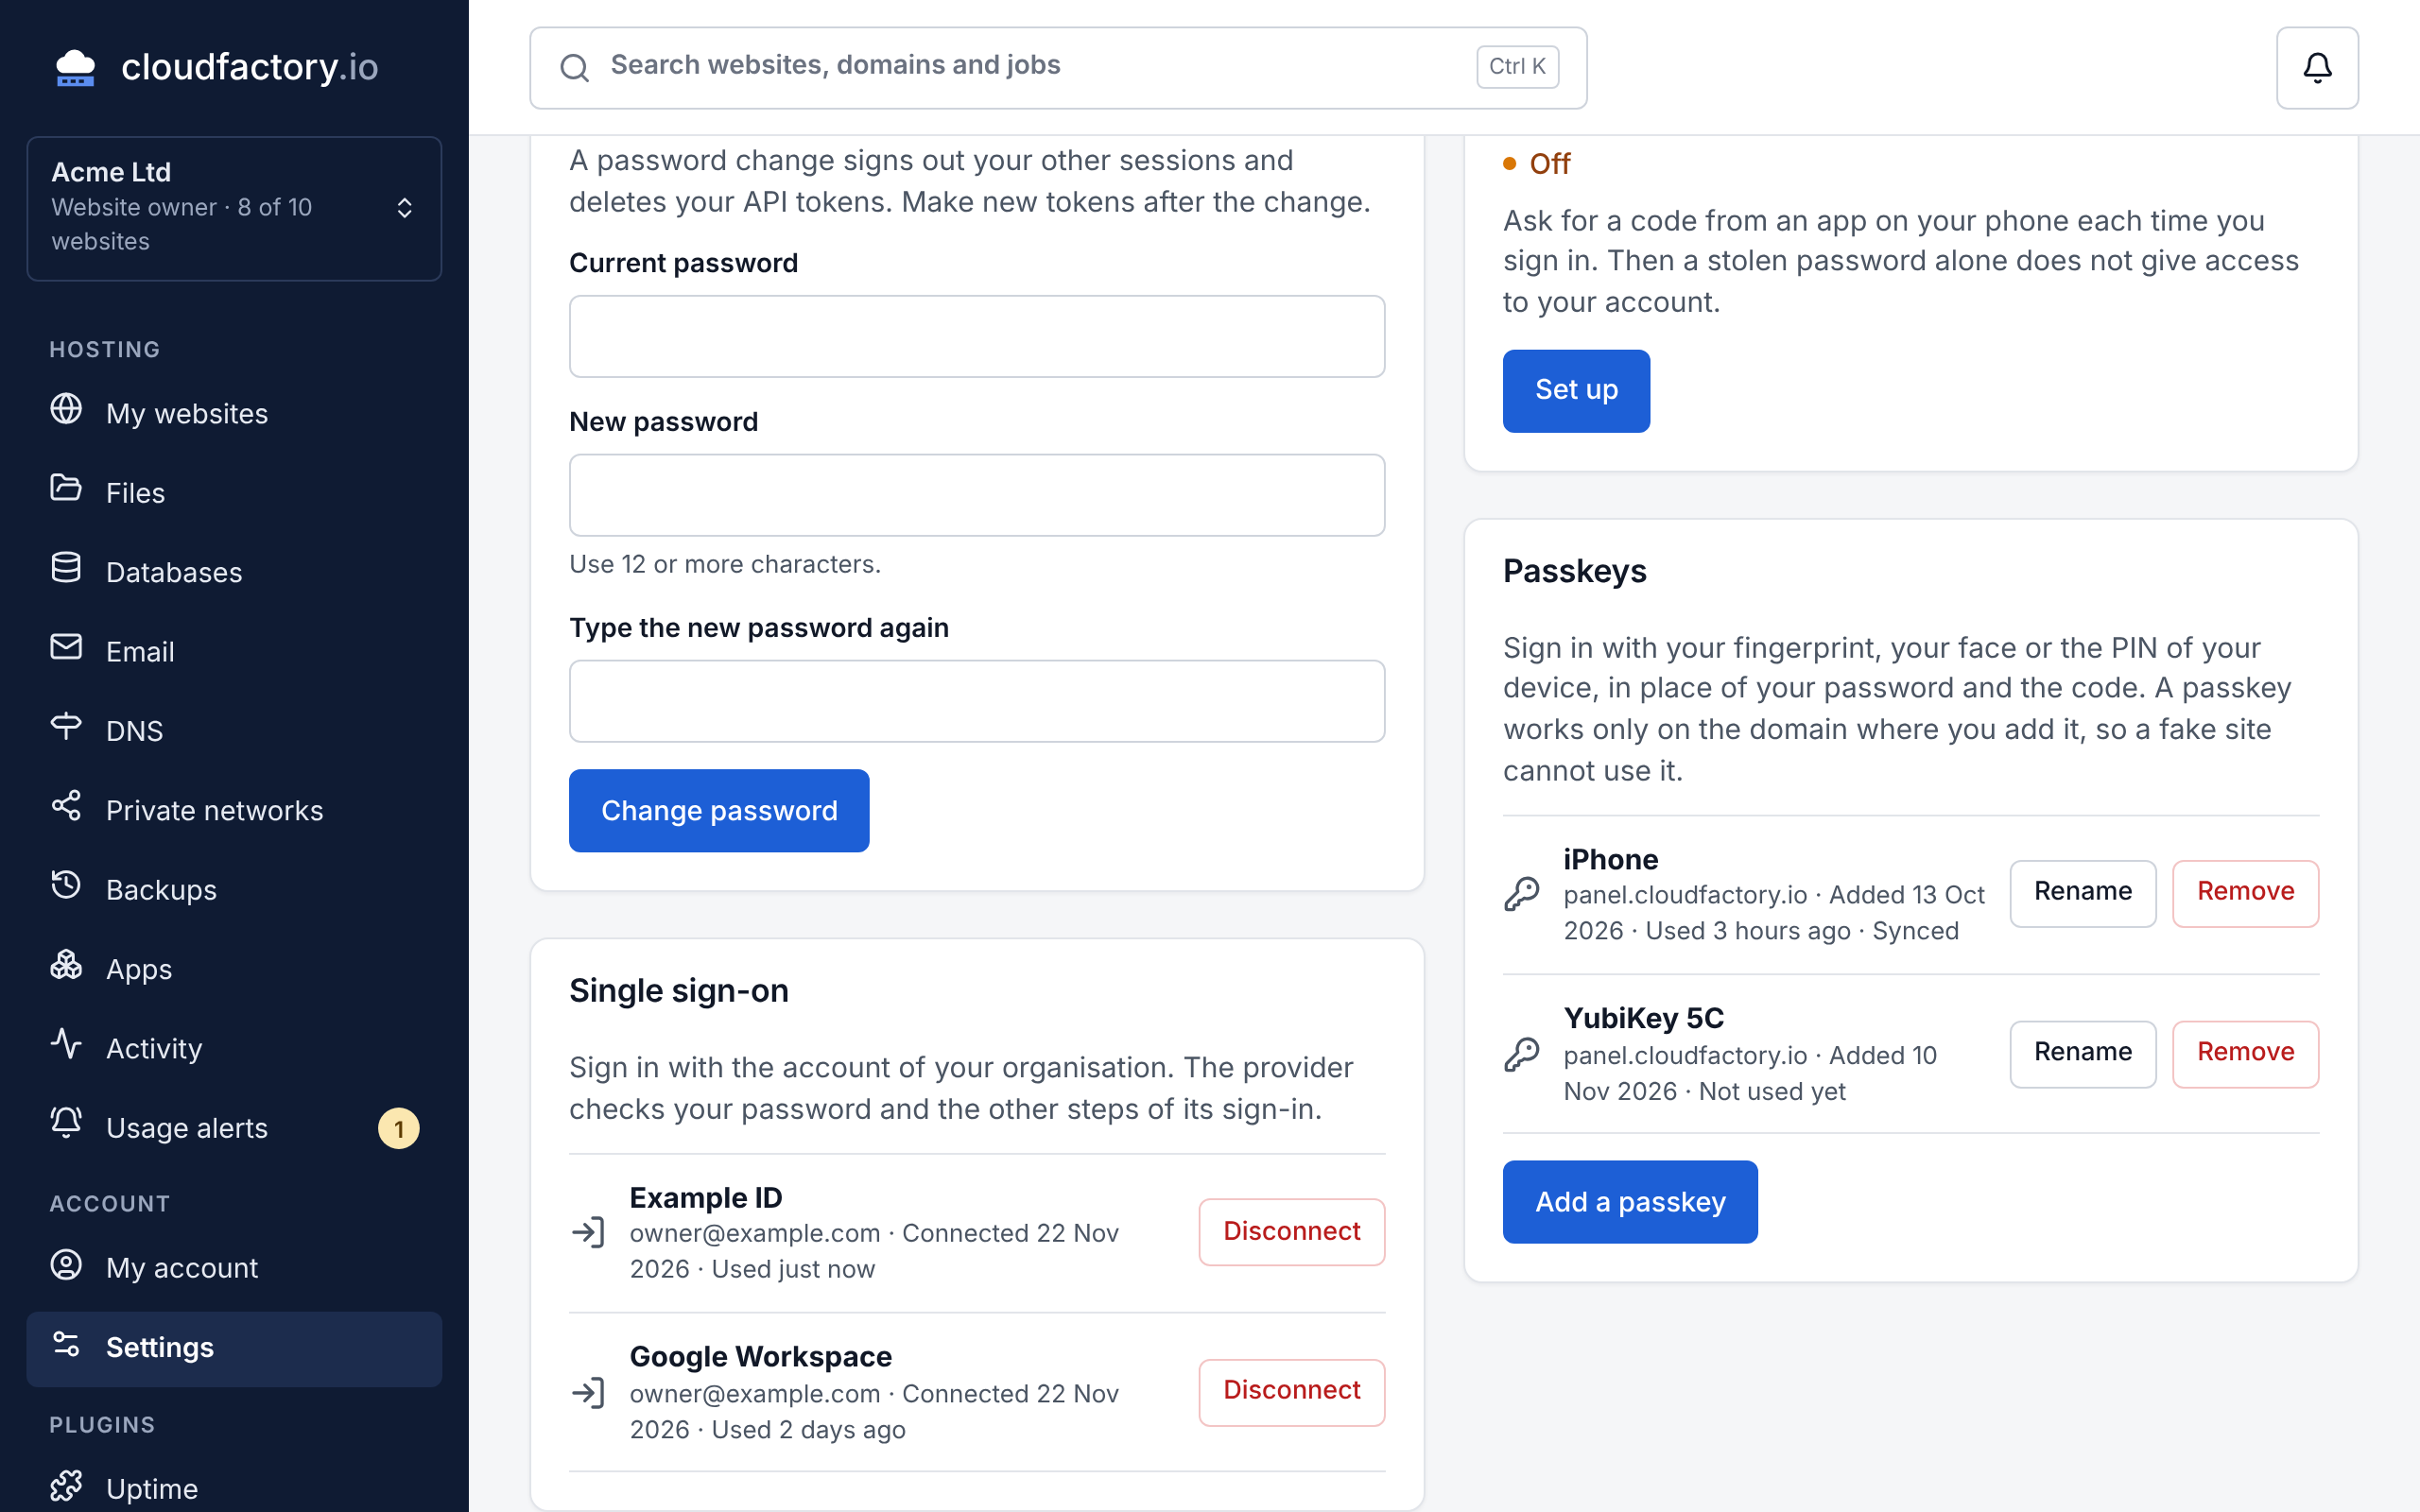 cloudfactory.io
Acme Ltd
Website owner · 8 of 10
websites
HOSTING
My websites
Files
Databases
Email
DNS
Private networks
Backups
Apps
Activity
Usage alerts 1
ACCOUNT
My account
Settings
PLUGINS
Uptime
Search websites, domains and jobs Ctrl K
A password change signs out your other sessions and
deletes your API tokens. Make new tokens after the change.
Current password
New password
Use 12 or more characters.
Type the new password again
Change password
Single sign-on
Sign in with the account of your organisation. The provider
checks your password and the other steps of its sign-in.
Example ID
owner@example.com · Connected 22 Nov
2026 · Used just now
Disconnect
Google Workspace
owner@example.com · Connected 22 Nov
2026 · Used 2 days ago
Disconnect
Off
Ask for a code from an app on your phone each time you
sign in. Then a stolen password alone does not give access
to your account.
Set up
Passkeys
Sign in with your fingerprint, your face or the PIN of your
device, in place of your password and the code. A passkey
works only on the domain where you add it, so a fake site
cannot use it.
iPhone
panel.cloudfactory.io · Added 13 Oct
2026 · Used 3 hours ago · Synced
Rename Remove
YubiKey 5C
panel.cloudfactory.io · Added 10
Nov 2026 · Not used yet
Rename Remove
Add a passkey